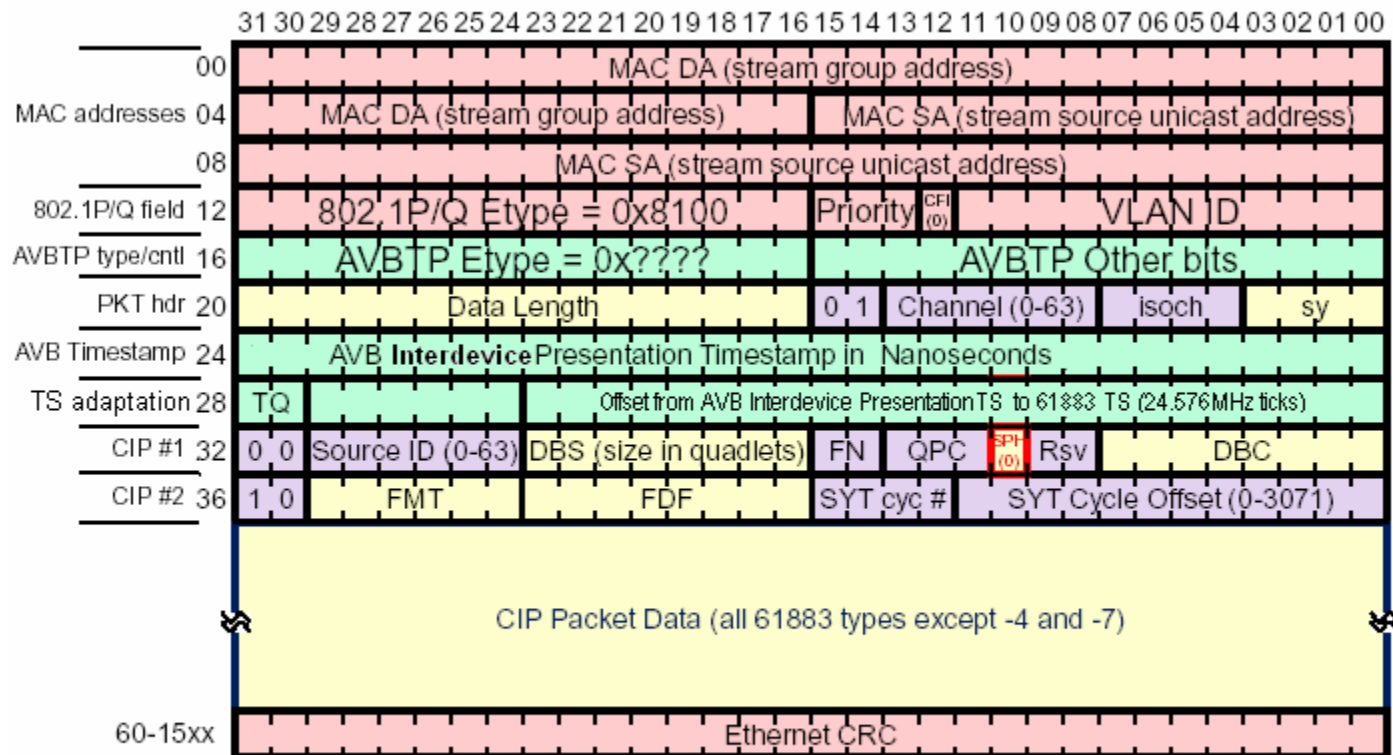 31 30 29 28 27 26 25 24 23 22 21 20 19 18 17 16 15 14 13 12 11 10 09 08 07 06 05 04 03 02 01 00
00 MAC DA (stream group address)
MAC addresses 04 MAC DA (stream group address) MAC SA (stream source unicast address)
08 MAC SA (stream source unicast address)
802.1P/Q field 12 802.1P/Q Etype = 0x8100 Priority CFI (0) VLAN ID
AVBTP type/cntl 16 AVBTP Etype = 0x???? AVBTP Other bits
PKT hdr 20 Data Length 0 1 Channel (0-63) isoch sy
AVB Timestamp 24 AVB Interdevice Presentation Timestamp in Nanoseconds
TS adaptation 28 TQ Offset from AVB Interdevice Presentation TS to 61883 TS (24.576MHz ticks)
CIP #1 32 0 0 Source ID (0-63) DBS (size in quadlets) FN QPC SPH (0) Rsv DBC
CIP #2 36 1 0 FMT FDF SYT cyc # SYT Cycle Offset (0-3071)
CIP Packet Data (all 61883 types except -4 and -7)
60-15xx Ethernet CRC